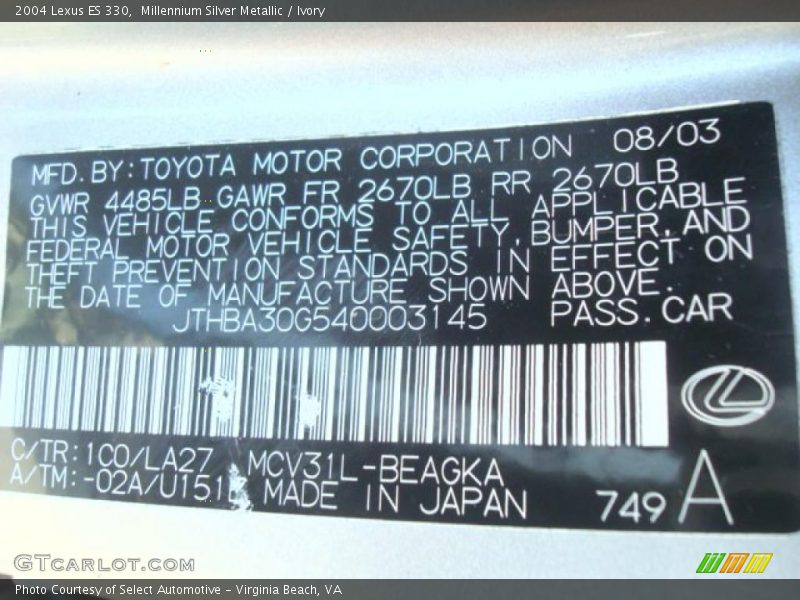 2004 Lexus ES 330,  Millennium Silver Metallic / Ivory
MFD. BY: TOYOTA MOTOR CORPORATION 08/03
GVWR 4485LB GAWR FR 2670LB RR 2670LB
THIS VEHICLE CONFORMS TO ALL APPLICABLE
FEDERAL MOTOR VEHICLE SAFETY, BUMPER, AND
THEFT PREVENTION STANDARDS IN EFFECT ON
THE DATE OF MANUFACTURE SHOWN ABOVE.
JTHBA30G540003145 PASS. CAR
C/TR: 1C0/LA27 MCV31L-BEAGKA
A/TM:-02A/ MADE IN JAPAN 749 A
GTcarlot.com
Photo Courtesy of Select Automotive - Virginia Beach, VA